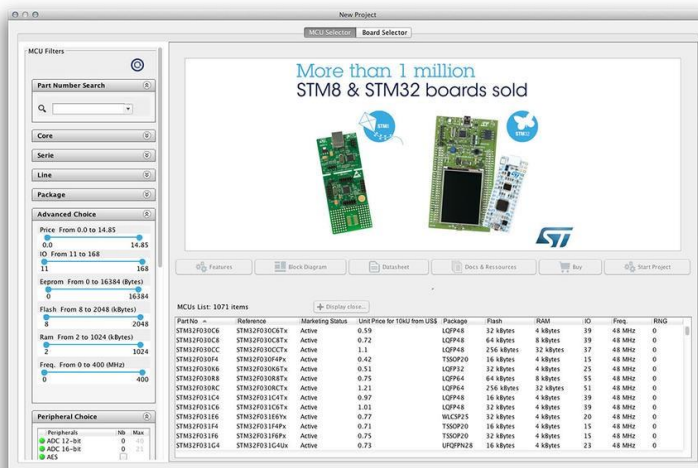 New Project
MCU Selector Board Selector
MCU Filters
Part Number Search
Core
Serie
Line
Package
Advanced Choice
Price From 0.0 to 14.85
0.0 14.85
IO From 11 to 168
11 168
Eeprom From 0 to 16384 (Bytes)
0 16384
Flash From 8 to 2048 (kBytes)
8 2048
Ram From 2 to 1024 (kBytes)
2 1024
Freq. From 0 to 400 (MHz)
0 400
Peripheral Choice
Peripherals Nb Max
ADC 12-bit 0 40
ADC 16-bit 0 21
AES
More than 1 million
STM8 & STM32 boards sold
STM8
STM32
ST
Features Block Diagram Datasheet Docs & Ressources Buy Start Project
MCUs List: 1071 items
+ Display close...
Part No Reference Marketing Status Unit Price for 10kU from US$ Package Flash RAM IO Freq. RNG
STM32F030C6 STM32F030C6Tx Active 0.59 LQFP48 32 kBytes 4 kBytes 39 48 MHz 0
STM32F030C8 STM32F030C8Tx Active 0.72 LQFP48 64 kBytes 8 kBytes 39 48 MHz 0
STM32F030CC STM32F030CCTx Active 1.1 LQFP48 256 kBytes 32 kBytes 37 48 MHz 0
STM32F030F4 STM32F030F4Px Active 0.42 TSSOP20 16 kBytes 4 kBytes 15 48 MHz 0
STM32F030K6 STM32F030K6Tx Active 0.51 LQFP32 32 kBytes 4 kBytes 25 48 MHz 0
STM32F030R8 STM32F030R8Tx Active 0.75 LQFP64 64 kBytes 8 kBytes 55 48 MHz 0
STM32F030RC STM32F030RCTx Active 1.21 LQFP64 256 kBytes 32 kBytes 51 48 MHz 0
STM32F031C4 STM32F031C4Tx Active 0.97 LQFP48 16 kBytes 4 kBytes 39 48 MHz 0
STM32F031C6 STM32F031C6Tx Active 1.01 LQFP48 32 kBytes 4 kBytes 39 48 MHz 0
STM32F031E6 STM32F031E6Yx Active 0.77 WLCSP25 32 kBytes 4 kBytes 20 48 MHz 0
STM32F031F4 STM32F031F4Px Active 0.71 TSSOP20 16 kBytes 4 kBytes 15 48 MHz 0
STM32F031F6 STM32F031F6Px Active 0.75 TSSOP20 32 kBytes 4 kBytes 15 48 MHz 0
STM32F031G4 STM32F031G4Ux Active 0.73 UFQFPN28 16 kBytes 4 kBytes 23 48 MHz 0